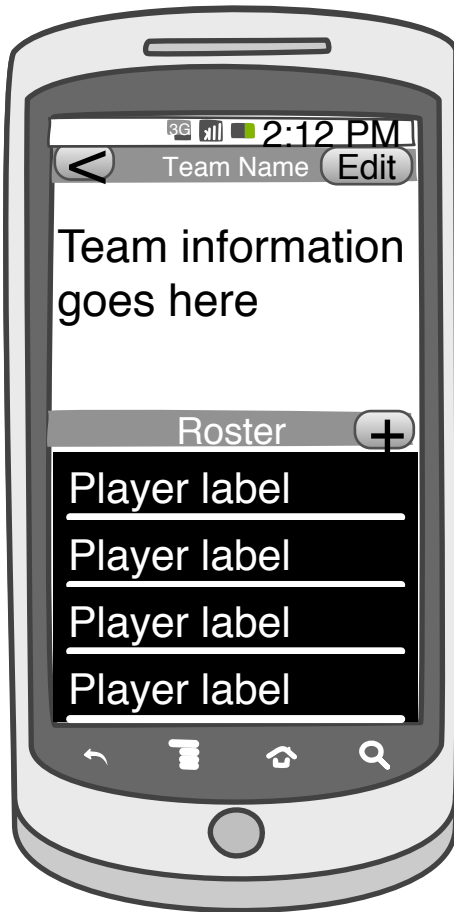 3G 2:12 PM
< Team Name Edit
Team information
goes here
Roster +
Player label
Player label
Player label
Player label